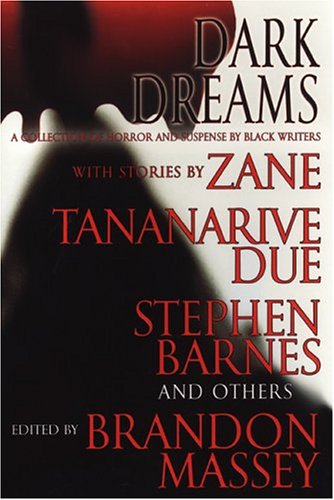 DARK
DREAMS
A COLLECTION OF HORROR AND SUSPENSE BY BLACK WRITERS
WITH STORIES BY ZANE
TANANARIVE
DUE
STEPHEN
BARNES
AND OTHERS
EDITED BY BRANDON
MASSEY